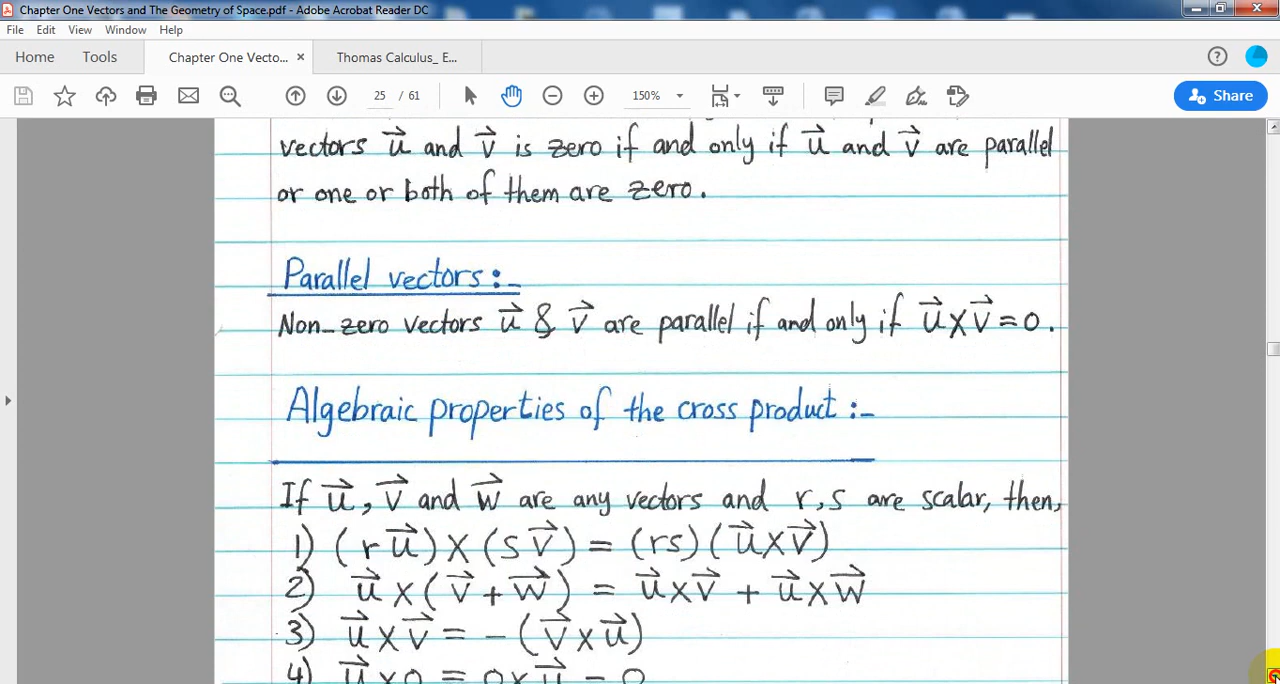 Chapter One Vectors and The Geometry of Space.pdf - Adobe Acrobat Reader DC
File Edit View Window Help
Home Tools Chapter One Vecto... × Thomas Calculus_ E...
25 / 61 150% Share
vectors u⃗ and v⃗ is zero if and only if u⃗ and v⃗ are parallel
or one or both of them are zero.
Parallel vectors :-
Non-zero vectors u⃗ & v⃗ are parallel if and only if u⃗ × v⃗ = 0.
Algebraic properties of the cross product :-
If u⃗, v⃗ and w⃗ are any vectors and r, s are scalar, then,
1) (r u⃗) × (s v⃗) = (rs) (u⃗ × v⃗)
2) u⃗ × (v⃗ + w⃗) = u⃗ × v⃗ + u⃗ × w⃗
3) u⃗ × v⃗ = - (v⃗ × u⃗)
4) u⃗ × 0 = 0 × u⃗ = 0